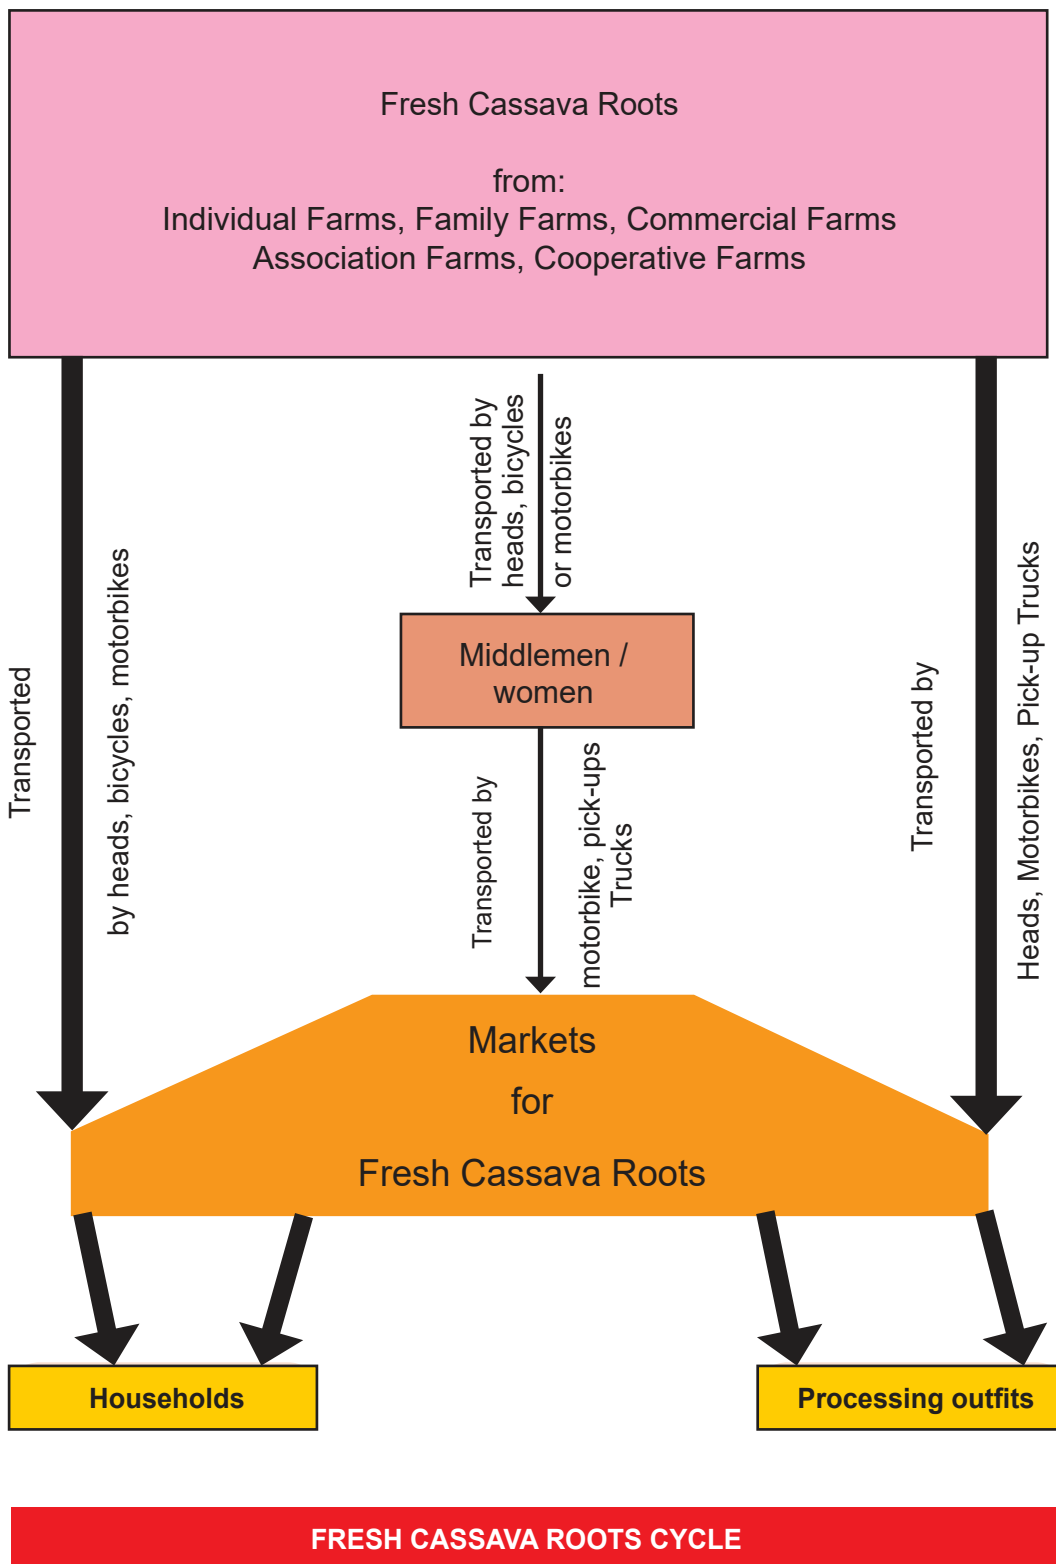 Fresh Cassava Roots
from:
Individual Farms, Family Farms, Commercial Farms
Association Farms, Cooperative Farms
Transported
by heads, bicycles, motorbikes
Transported by
heads, bicycles
or motorbikes
Transported by
Heads, Motorbikes, Pick-up Trucks
Middlemen /
women
Transported by
motorbike, pick-ups
Trucks
Markets
for
Fresh Cassava Roots
Households
Processing outfits
FRESH CASSAVA ROOTS CYCLE